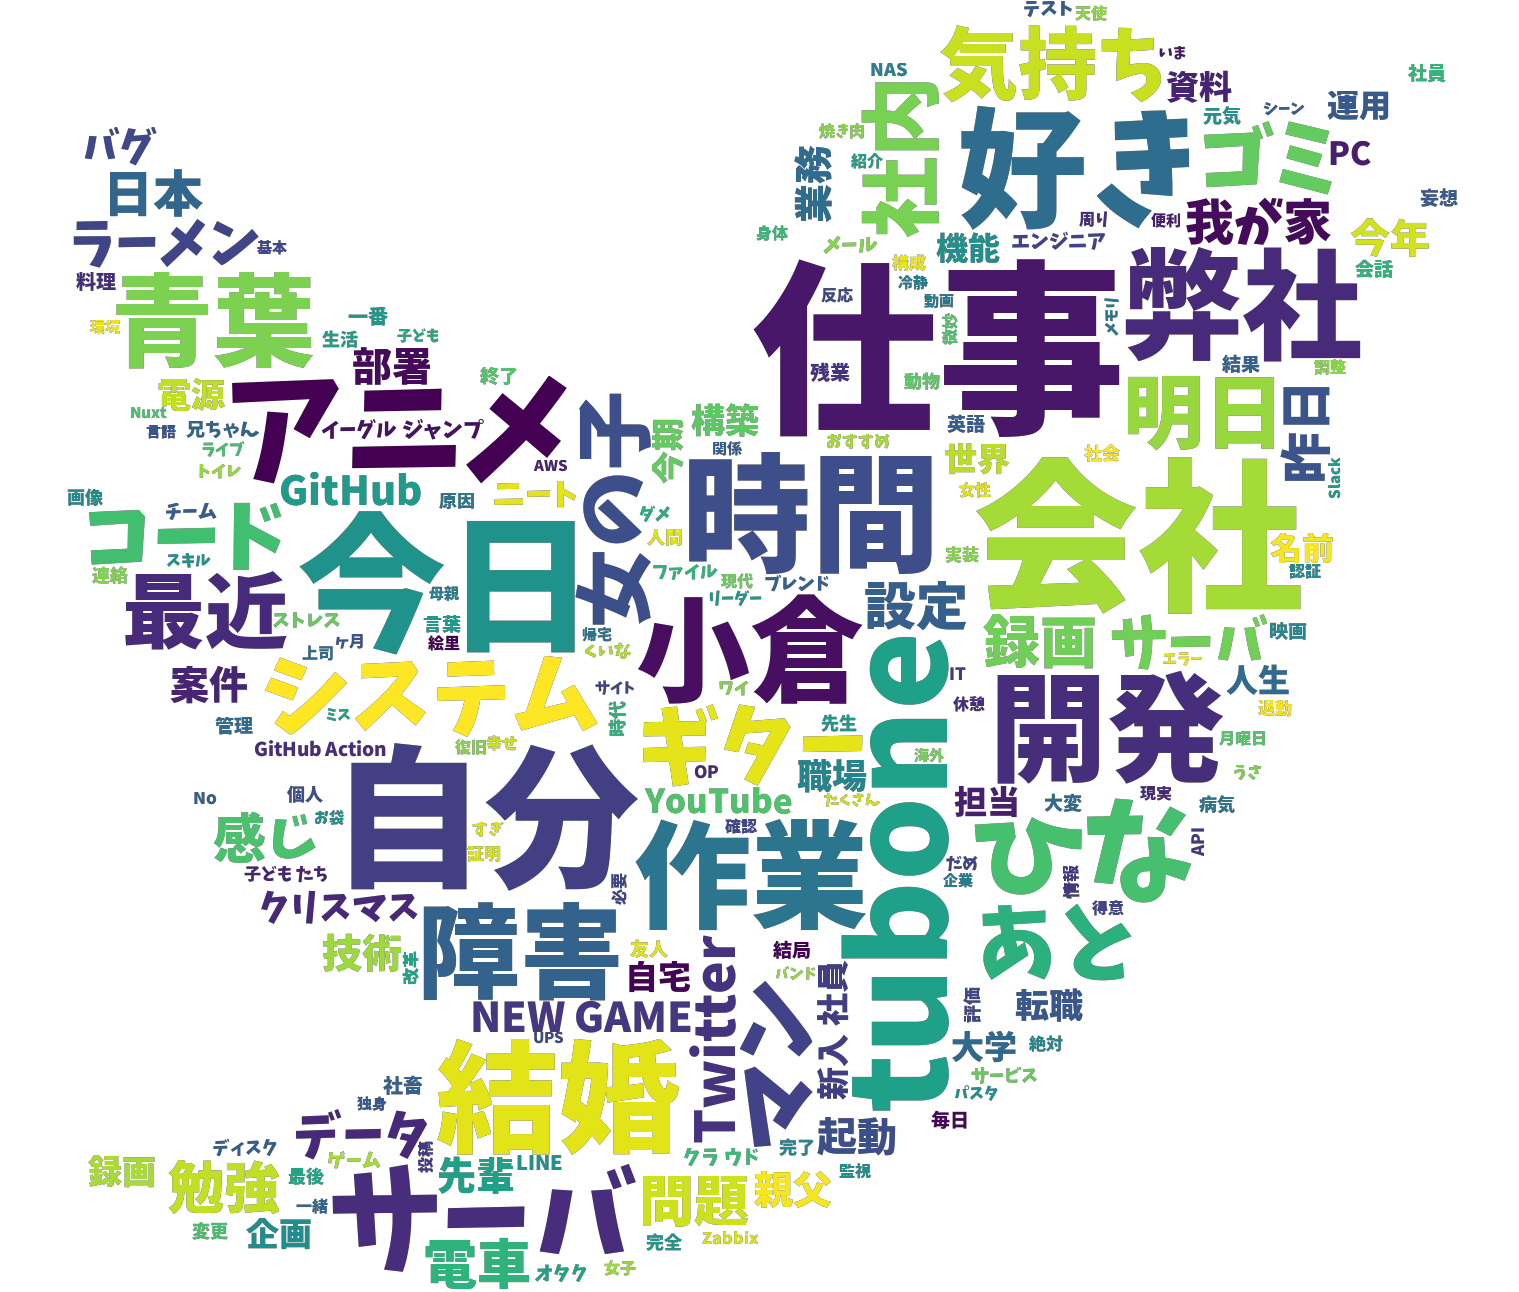 テスト
天使
気持ち
いま
NAS
資料
社員
社内
焼き肉
紹介
業務
好き
元気
シーン
運用
ゴミ
PC
バグ
日本
ラーメン
基本
料理
青葉
環境
妄想
我が家
今年
会話
周り
便利
身体
メール
機能
エンジニア
構成
冷静
動画
微妙
メモリ
反応
仕事
弊社
残業
動物
結果
調整
一番
生活
子ども
部署
終了
電源
アニメ
Nuxt
言語
兄ちゃん
イーグル ジャンプ
ライブ
トイレ
AWS
GitHub
原因
ニート
女の子
今期
構築
関係
おすすめ
英語
明日
昨日
世界
社会
女性
Slack
画像
チーム
コード
スキル
連絡
今日
ダメ
人間
時間
会社
実装
名前
認証
ファイル
現代
ブレンド
リーダー
最近
ストレス
母親
言葉
絵里
帰宅
くいな
上司
ヶ月
小倉
設定
録画
サーバ
エラー
映画
案件
システム
サイト
ミス
管理
時代
ワイ
IT
休憩
人生
過勤
開発
月曜日
GitHub Action
復旧
幸せ
ギター
先生
OP
職場
海外
うさ
No
個人
お袋
感じ
自分
すぎ
証明
YouTube
たくさん
tubone
担当
大変
現実
病気
確認
作業
ひな
API
子どもたち
必要
だめ
企業
情報
得意
クリスマス
技術
改革
障害
友人
自宅
結局
バンド
あと
NEW GAME
UPS
Twitter
マン
新入社員
評価
転職
大学
絶対
サービス
パスタ
社畜
独身
結婚
毎日
データ
投稿
完了
起動
ディスク
ゲーム
クラウド
監視
録画
勉強
最後
一緒
先輩
LINE
問題
親父
変更
企画
サーバ
完全
Zabbix
電車
オタク
女子